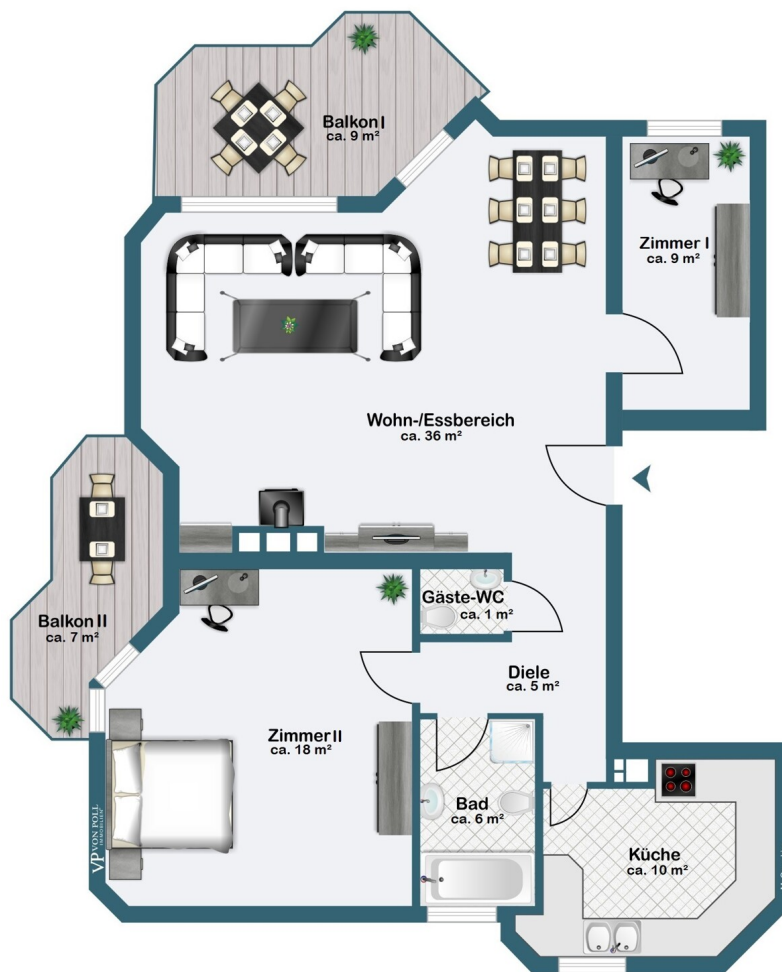 Balkon I
ca. 9 m²
Zimmer I
ca. 9 m²
Wohn-/Essbereich
ca. 36 m²
Balkon II
ca. 7 m²
Gäste-WC
ca. 1 m²
Diele
ca. 5 m²
Zimmer II
ca. 18 m²
Bad
ca. 6 m²
Küche
ca. 10 m²
VP VON POLL
IMMOBILIEN